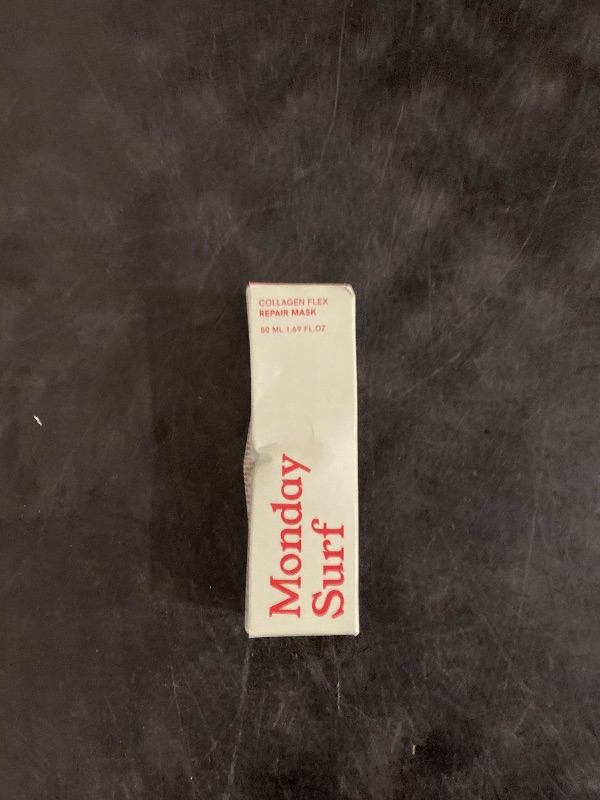 COLLAGEN FLEX
REPAIR MASK
50 ML 1.69 FL.OZ
Monday
Surf